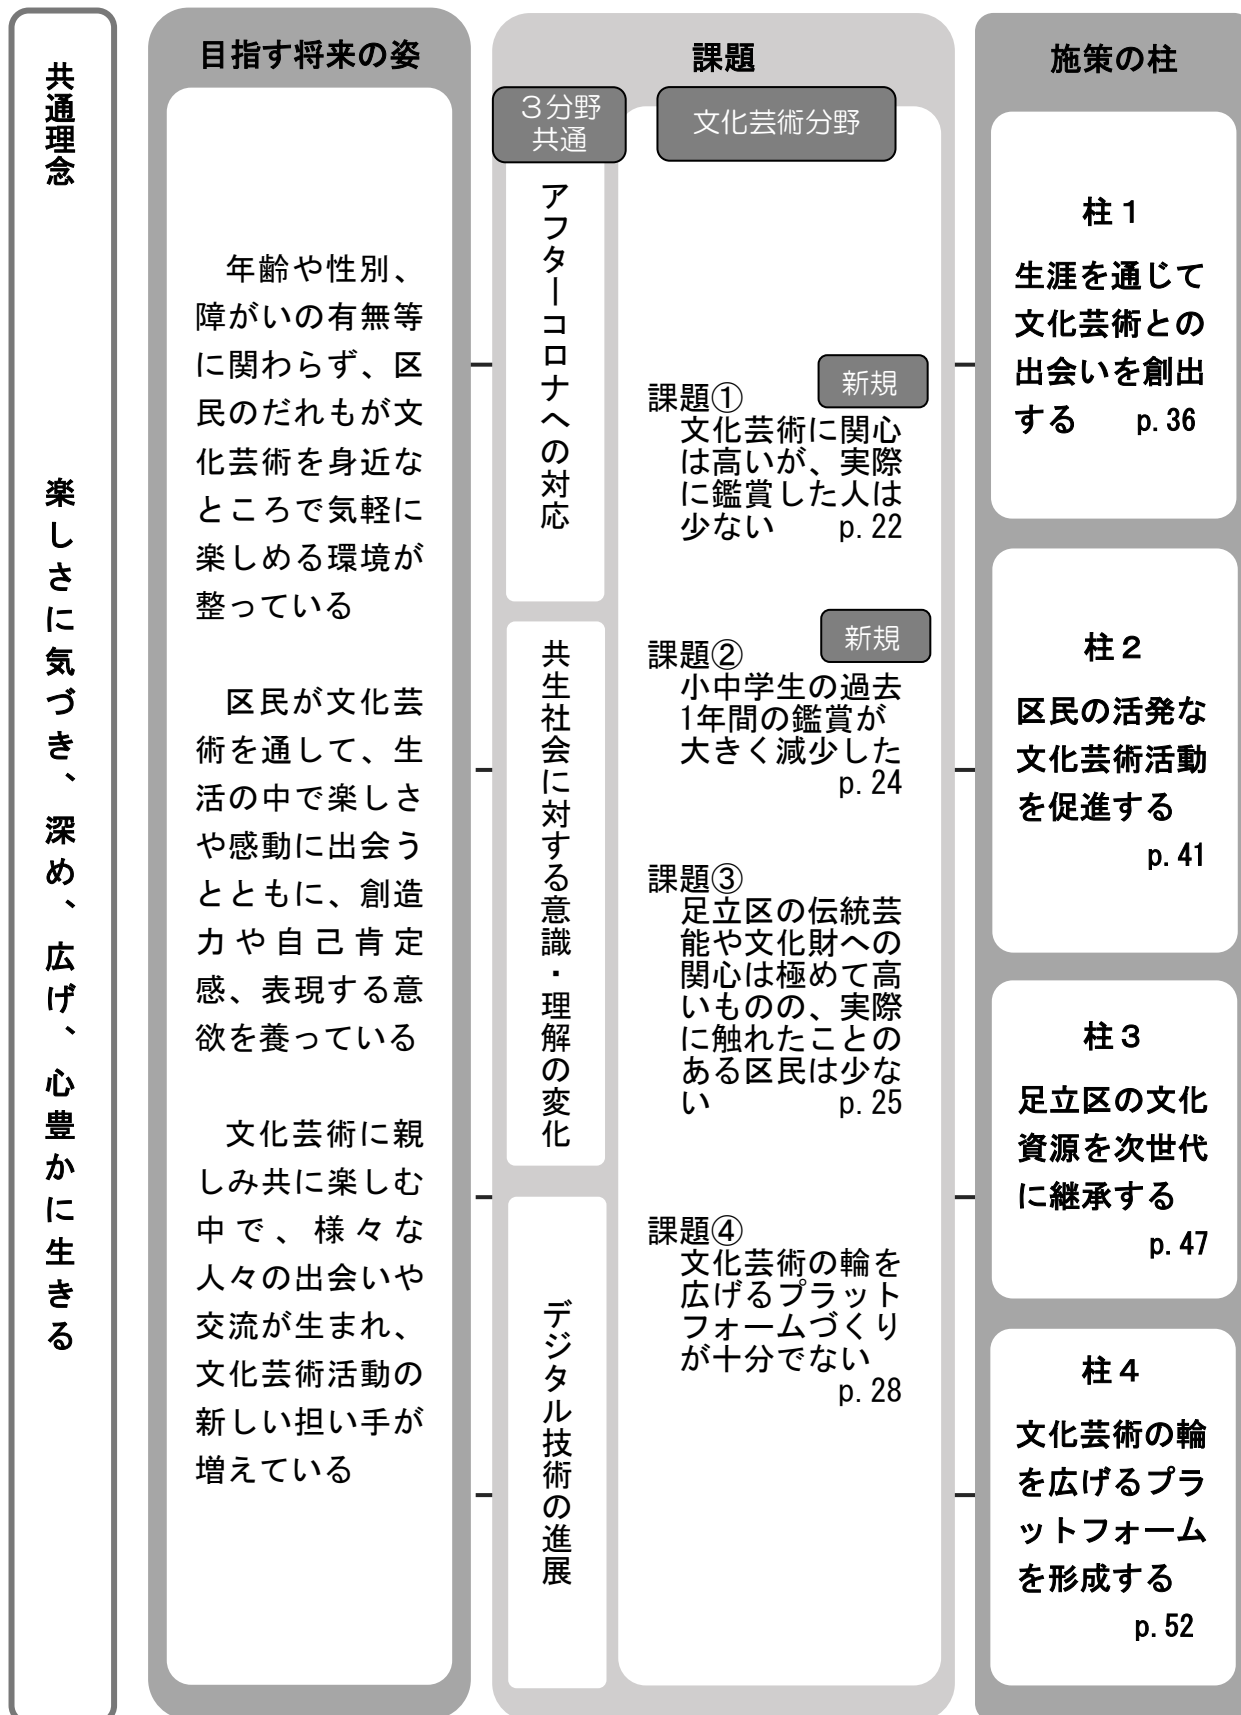 共通理念
楽しさに気づき、深め、広げ、心豊かに生きる
目指す将来の姿
年齢や性別、
障がいの有無等
に関わらず、区
民のだれもが文
化芸術を身近な
ところで気軽に
楽しめる環境が
整っている
区民が文化芸
術を通して、生
活の中で楽しさ
や感動に出会う
とともに、創造
力や自己肯定
感、表現する意
欲を養っている
文化芸術に親
しみ共に楽しむ
中で、様々な
人々の出会いや
交流が生まれ、
文化芸術活動の
新しい担い手が
増えている
課題
３分野
共通
アフターコロナへの対応
共生社会に対する意識・理解の変化
デジタル技術の進展
文化芸術分野
課題① 新規
文化芸術に関心
は高いが、実際
に鑑賞した人は
少ない p.22
課題② 新規
小中学生の過去
1年間の鑑賞が
大きく減少した
p.24
課題③
足立区の伝統芸
能や文化財への
関心は極めて高
いものの、実際
に触れたことの
ある区民は少な
い p.25
課題④
文化芸術の輪を
広げるプラット
フォームづくり
が十分でない
p.28
施策の柱
柱１
生涯を通じて
文化芸術との
出会いを創出
する p.36
柱２
区民の活発な
文化芸術活動
を促進する
p.41
柱３
足立区の文化
資源を次世代
に継承する
p.47
柱４
文化芸術の輪
を広げるプラ
ットフォーム
を形成する
p.52